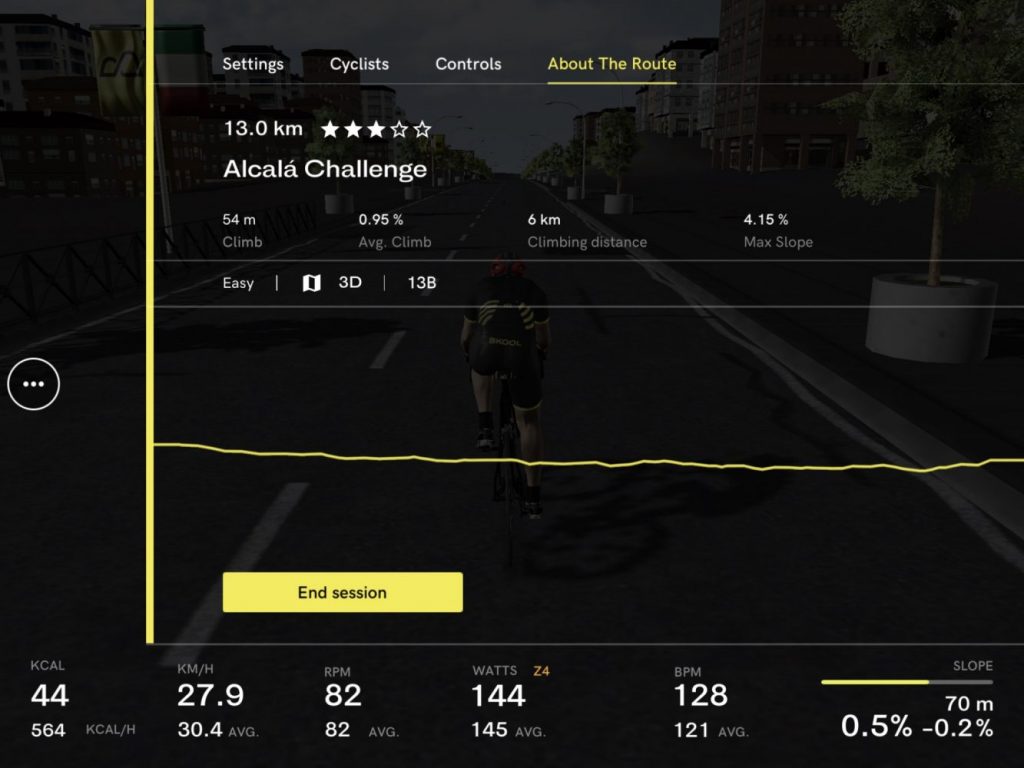 Settings Cyclists Controls About The Route
13.0 km
Alcalá Challenge
54 m 0.95 % 6 km 4.15 %
Climb Avg. Climb Climbing distance Max Slope
Easy | 3D | 13B
BKOOL
End session
KCAL KM/H RPM WATTS Z4 BPM SLOPE
44 27.9 82 144 128 70 m
564 KCAL/H 30.4 AVG. 82 AVG. 145 AVG. 121 AVG. 0.5% -0.2%